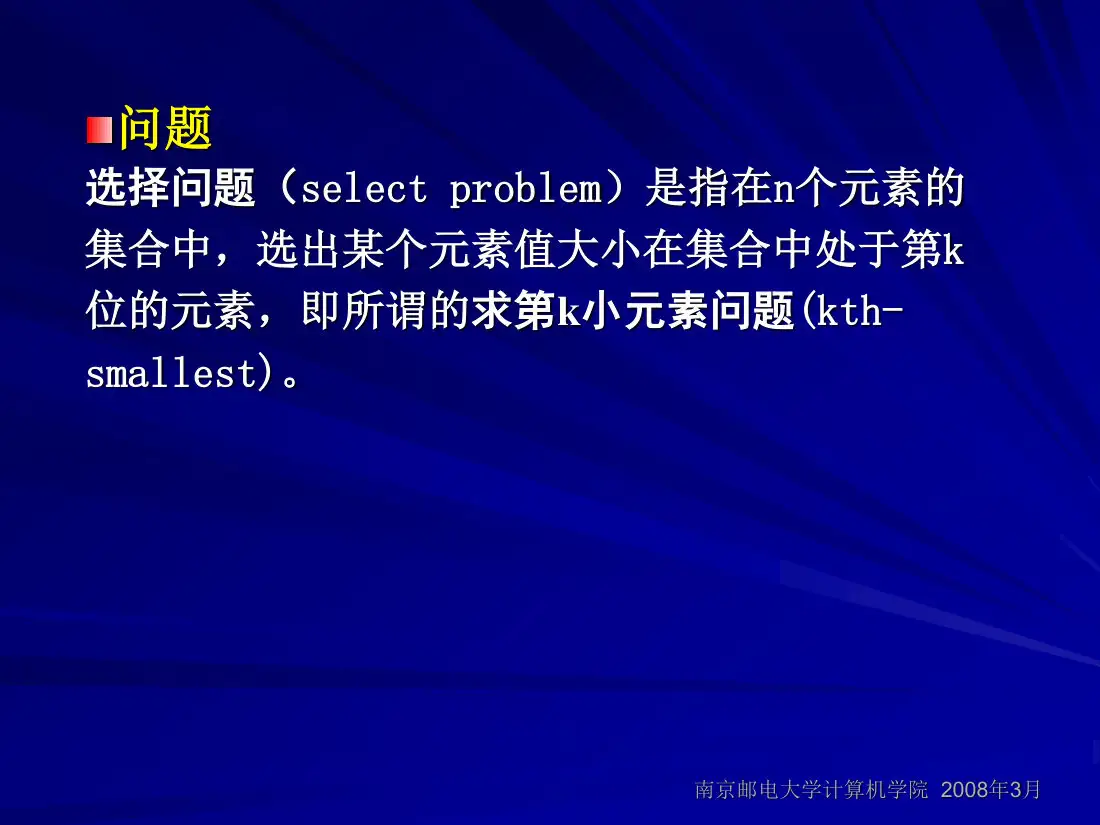 问题
选择问题（select problem）是指在n个元素的
集合中，选出某个元素值大小在集合中处于第k
位的元素，即所谓的求第k小元素问题(kth-
smallest)。
南京邮电大学计算机学院 2008年3月